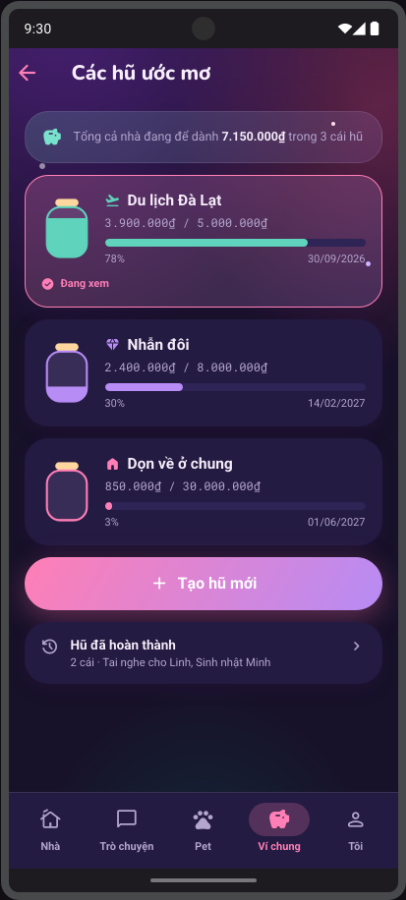 9:30
Các hũ ước mơ
Tổng cả nhà đang để dành 7.150.000₫ trong 3 cái hũ
Du lịch Đà Lạt
3.900.000₫ / 5.000.000₫
78% 30/09/2026
Đang xem
Nhẫn đôi
2.400.000₫ / 8.000.000₫
30% 14/02/2027
Dọn về ở chung
850.000₫ / 30.000.000₫
3% 01/06/2027
+ Tạo hũ mới
Hũ đã hoàn thành
2 cái · Tai nghe cho Linh, Sinh nhật Minh
Nhà Trò chuyện Pet Ví chung Tôi